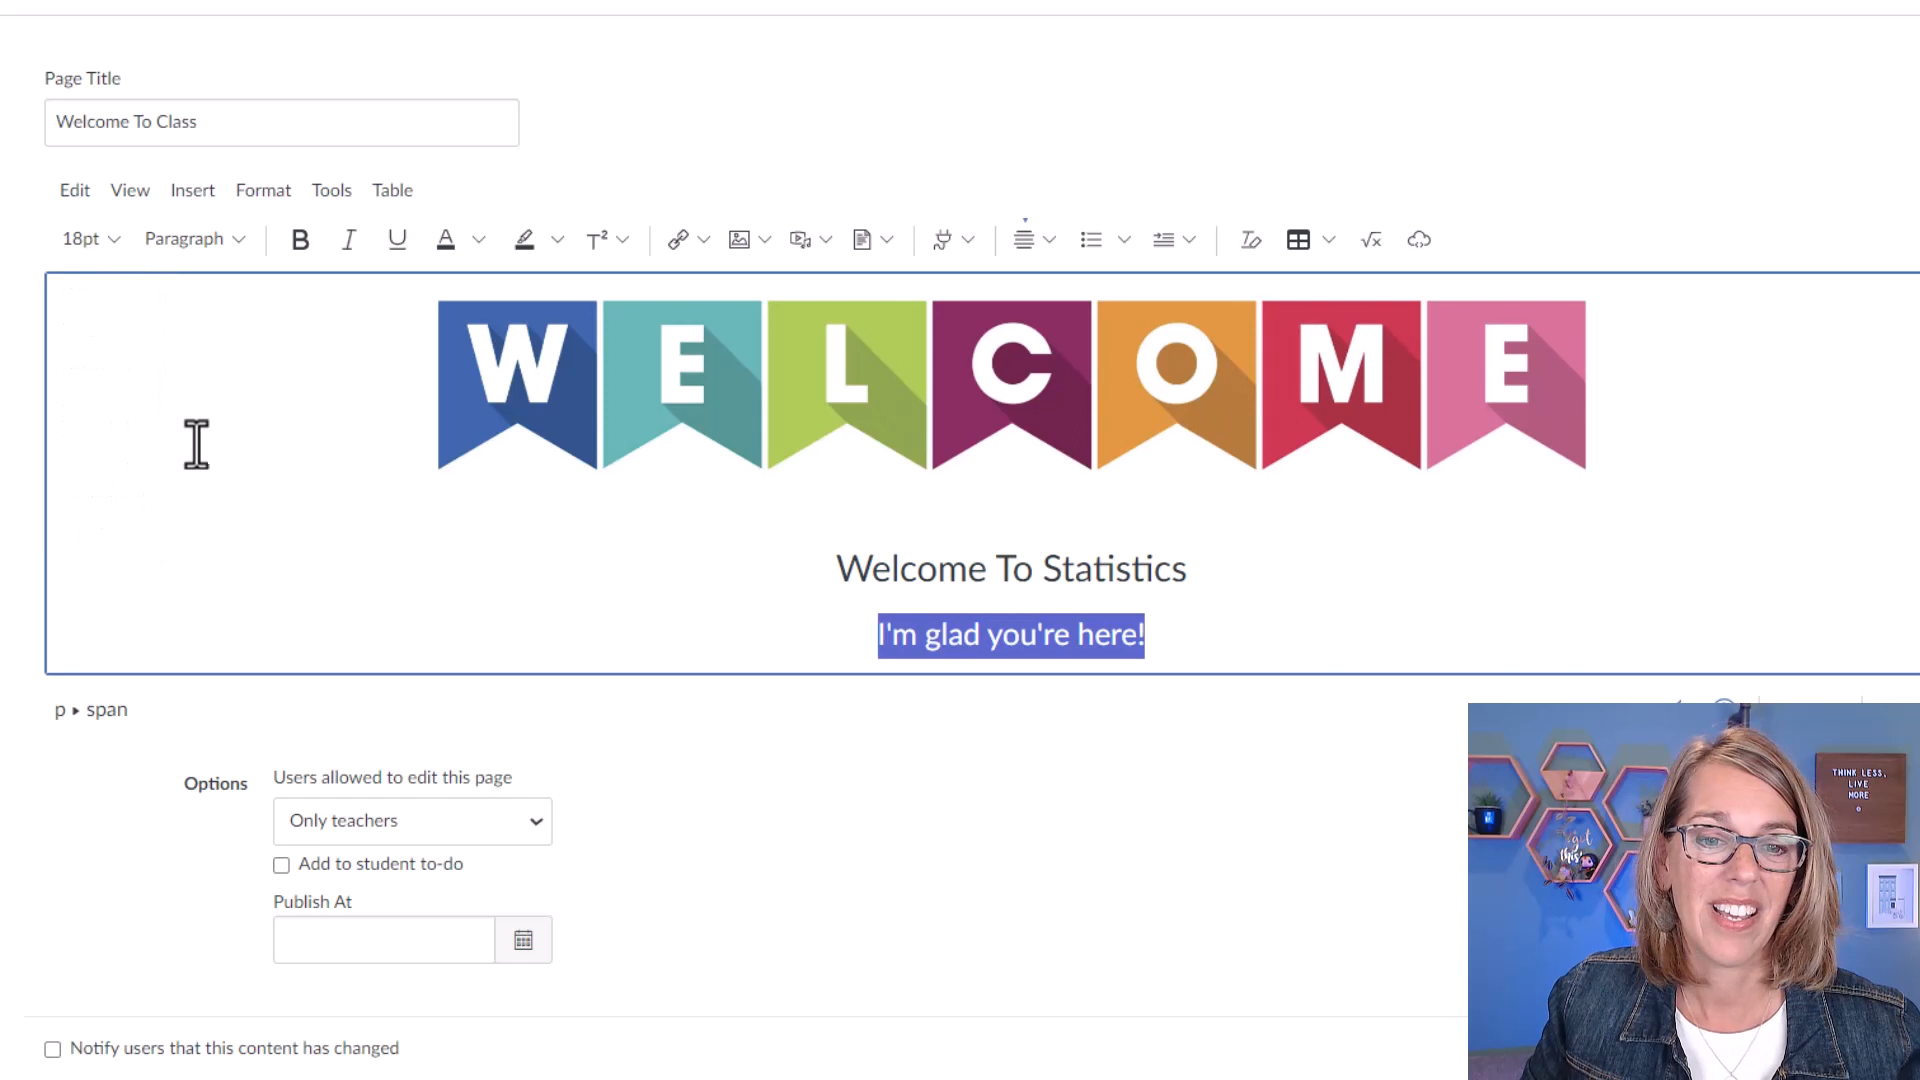 Page Title
Welcome To Class
Edit View Insert Format Tools Table
18pt Paragraph B I U A T²
WELCOME
Welcome To Statistics
I'm glad you're here!
p ▸ span
Options
Users allowed to edit this page
Only teachers
Add to student to-do
Publish At
Notify users that this content has changed
THINK LESS,
LIVE
MORE
got
this